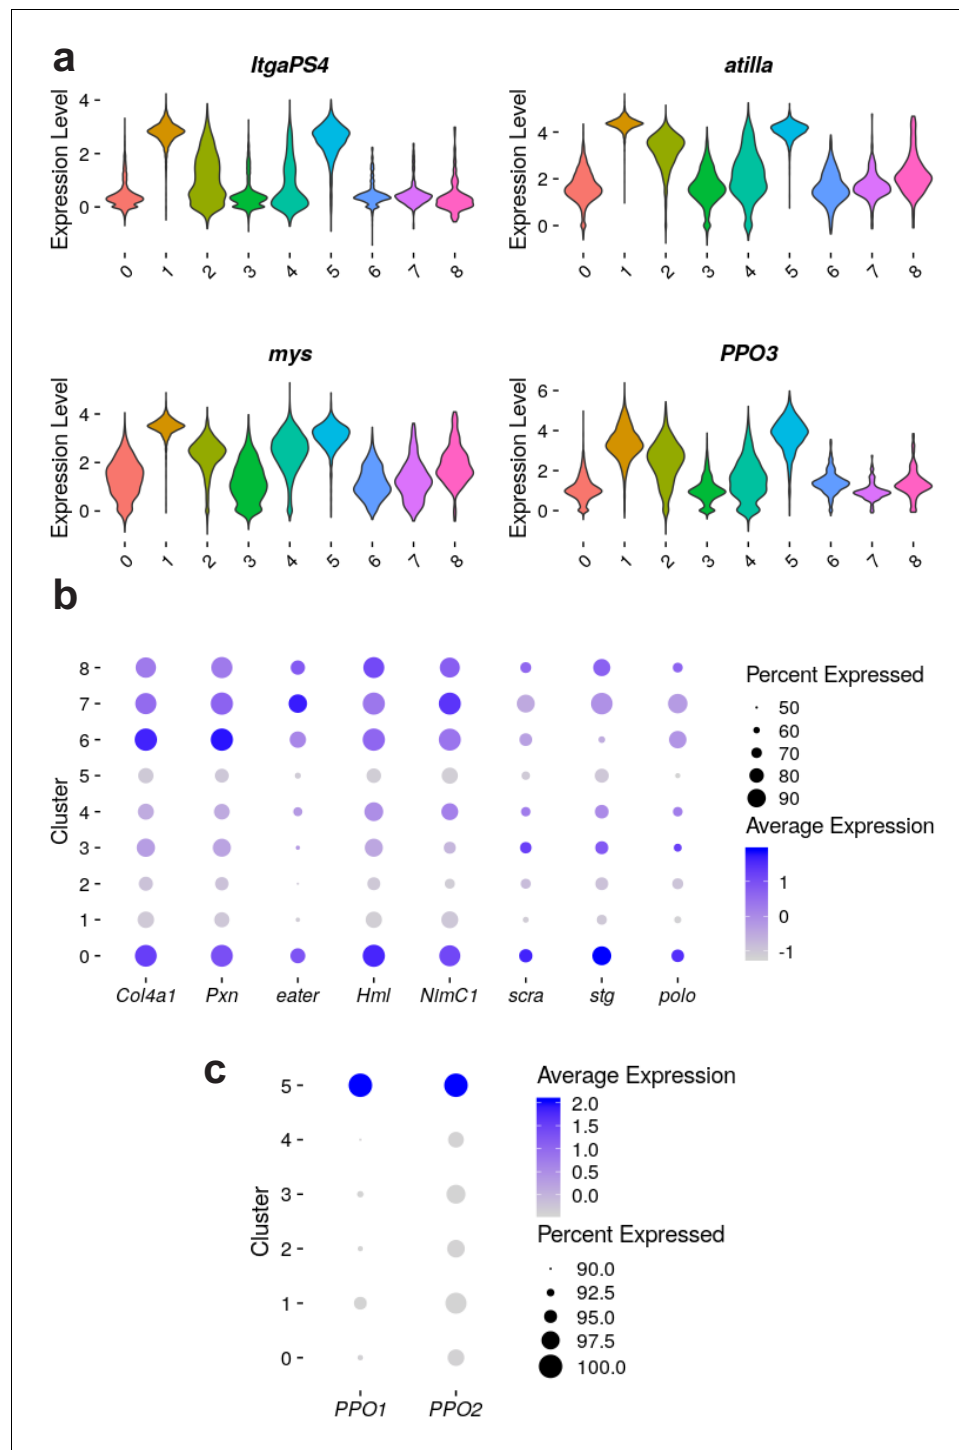 a
ItgaPS4
atilla
Expression Level
4
2
0
0 1 2 3 4 5 6 7 8
Expression Level
4
2
0
0 1 2 3 4 5 6 7 8
mys
PPO3
Expression Level
4
2
0
0 1 2 3 4 5 6 7 8
Expression Level
6
4
2
0
0 1 2 3 4 5 6 7 8
b
Cluster
8
7
6
5
4
3
2
1
0
Col4a1 Pxn eater Hml NimC1 scra stg polo
Percent Expressed
50
60
70
80
90
Average Expression
1
0
-1
c
Cluster
5
4
3
2
1
0
PPO1 PPO2
Average Expression
2.0
1.5
1.0
0.5
0.0
Percent Expressed
90.0
92.5
95.0
97.5
100.0